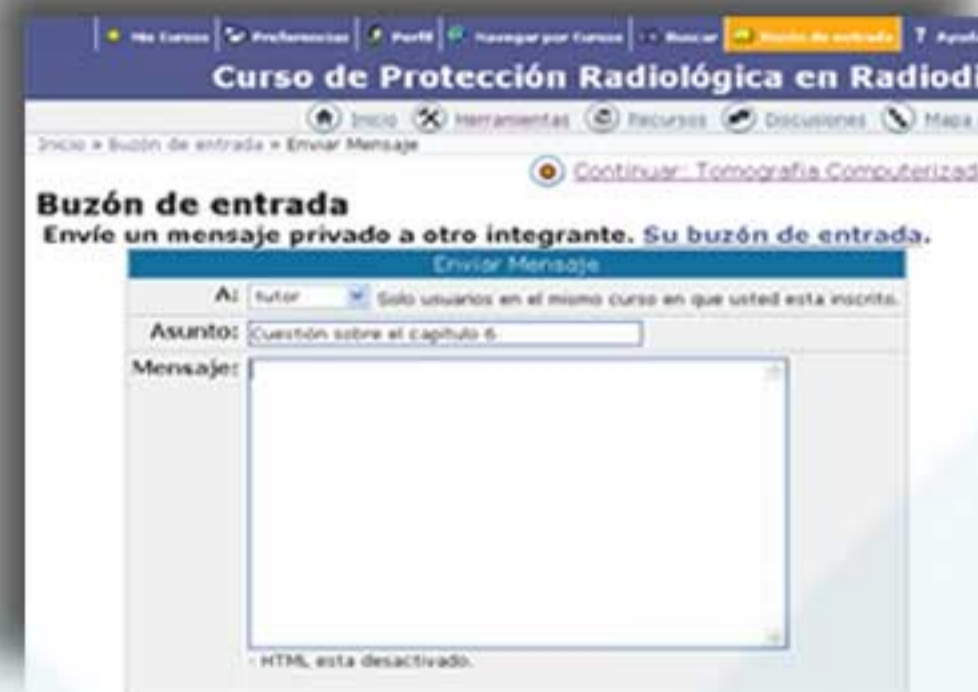 Mis Cursos Preferencias Perfil Navegar por Cursos Buscar Buzón de entrada ? Ayud
Curso de Protección Radiológica en Radiodi
Inicio Herramientas Recursos Discusiones Mapa
Inicio » Buzón de entrada » Enviar Mensaje
Continuar: Tomografia Computerizad
Buzón de entrada
Envíe un mensaje privado a otro integrante. Su buzón de entrada.
Enviar Mensaje
A: tutor Solo usuarios en el mismo curso en que usted esta inscrito.
Asunto: Cuestión sobre el capítulo 6
Mensaje:
- HTML esta desactivado.